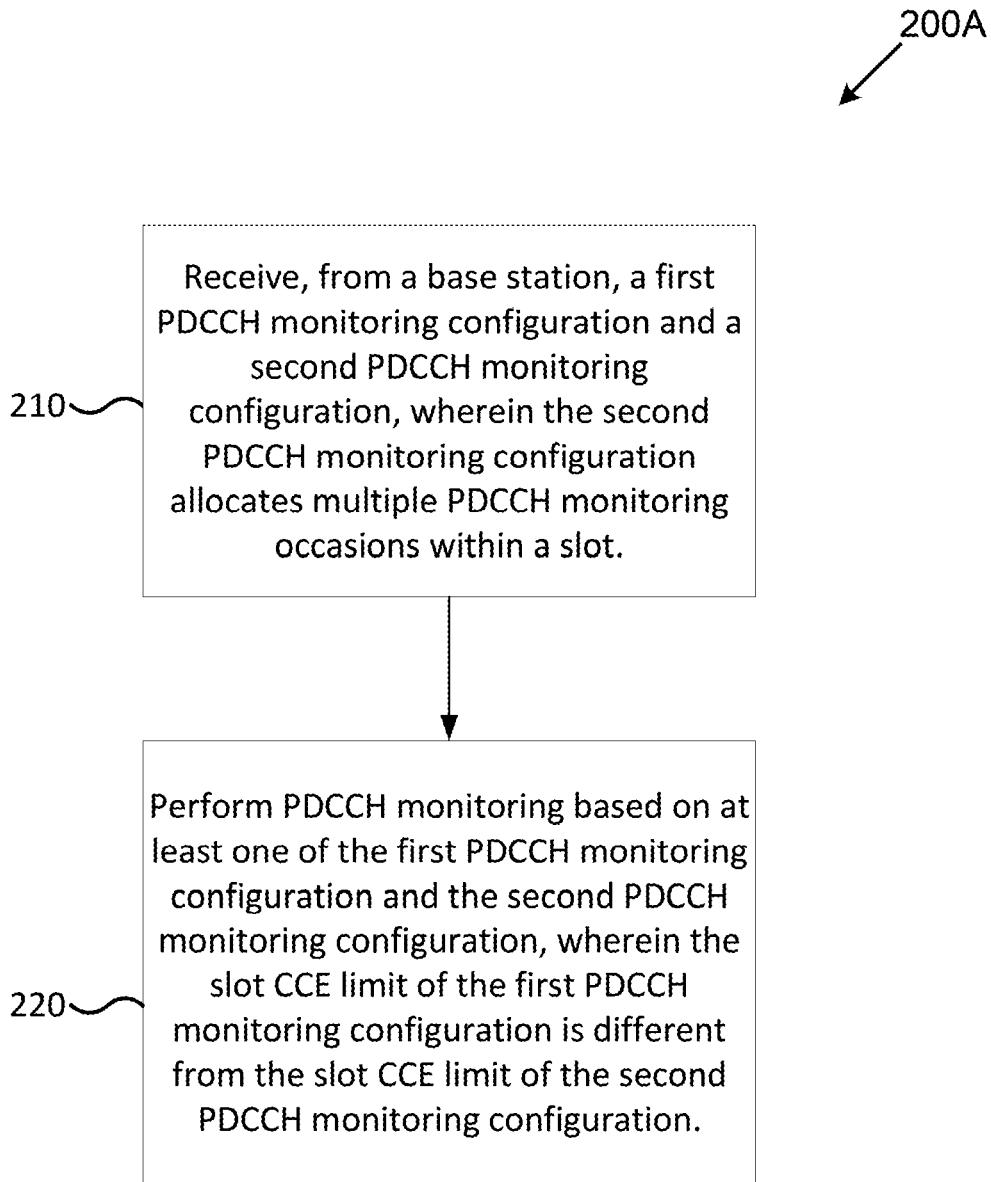 200A
Receive, from a base station, a first
PDCCH monitoring configuration and a
second PDCCH monitoring
configuration, wherein the second
PDCCH monitoring configuration
allocates multiple PDCCH monitoring
occasions within a slot.
210
Perform PDCCH monitoring based on at
least one of the first PDCCH monitoring
configuration and the second PDCCH
monitoring configuration, wherein the
slot CCE limit of the first PDCCH
monitoring configuration is different
from the slot CCE limit of the second
PDCCH monitoring configuration.
220